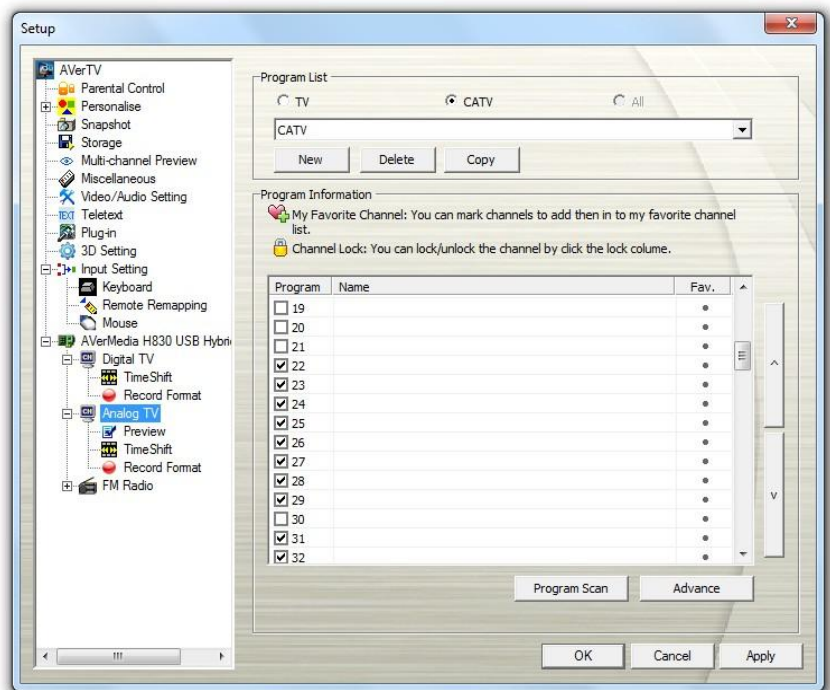 Setup
AVerTV
Parental Control
Personalise
Snapshot
Storage
Multi-channel Preview
Miscellaneous
Video/Audio Setting
TEXT Teletext
Plug-in
3D Setting
Input Setting
Keyboard
Remote Remapping
Mouse
AVerMedia H830 USB Hybri
CH Digital TV
TimeShift
Record Format
CH Analog TV
Preview
TimeShift
Record Format
FM Radio
Program List
TV CATV All
CATV
New Delete Copy
Program Information
My Favorite Channel: You can mark channels to add then in to my favorite channel
list.
Channel Lock: You can lock/unlock the channel by click the lock colume.
Program Name Fav.
19
20
21
22
23
24
25
26
27
28
29
30
31
32
Program Scan Advance
OK Cancel Apply